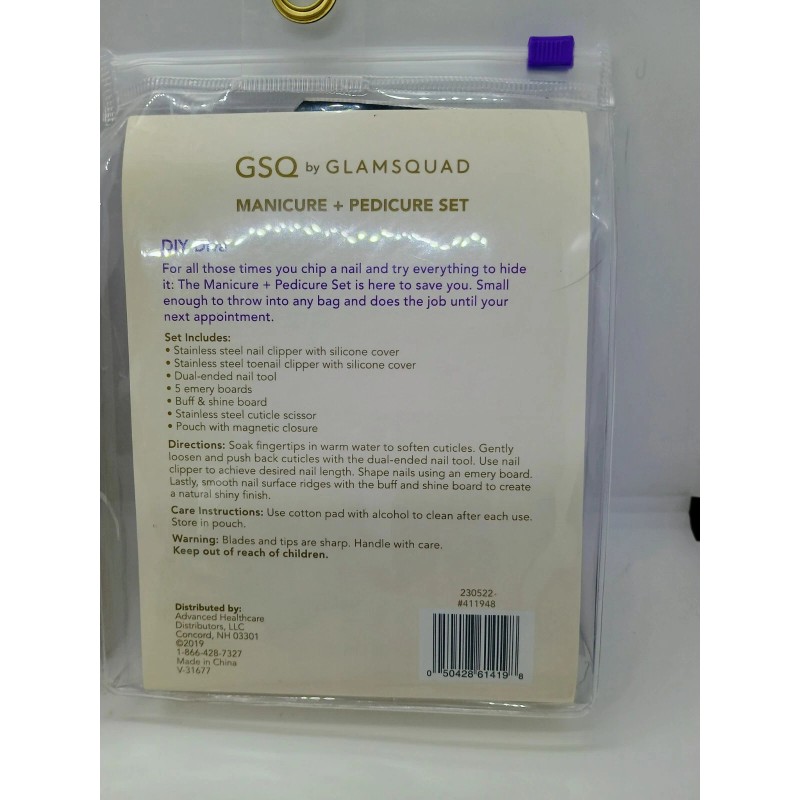 GSQ by GLAMSQUAD
MANICURE + PEDICURE SET
DIY Diva
For all those times you chip a nail and try everything to hide
it: The Manicure + Pedicure Set is here to save you. Small
enough to throw into any bag and does the job until your
next appointment.
Set Includes:
• Stainless steel nail clipper with silicone cover
• Stainless steel toenail clipper with silicone cover
• Dual-ended nail tool
• 5 emery boards
• Buff & shine board
• Stainless steel cuticle scissor
• Pouch with magnetic closure
Directions: Soak fingertips in warm water to soften cuticles. Gently
loosen and push back cuticles with the dual-ended nail tool. Use nail
clipper to achieve desired nail length. Shape nails using an emery board.
Lastly, smooth nail surface ridges with the buff and shine board to create
a natural shiny finish.
Care Instructions: Use cotton pad with alcohol to clean after each use.
Store in pouch.
Warning: Blades and tips are sharp. Handle with care.
Keep out of reach of children.
230522-
#411948
Distributed by:
Advanced Healthcare
Distributors, LLC
Concord, NH 03301
©2019
1-866-428-7327
Made in China
V-31677
0 50428 61419 8